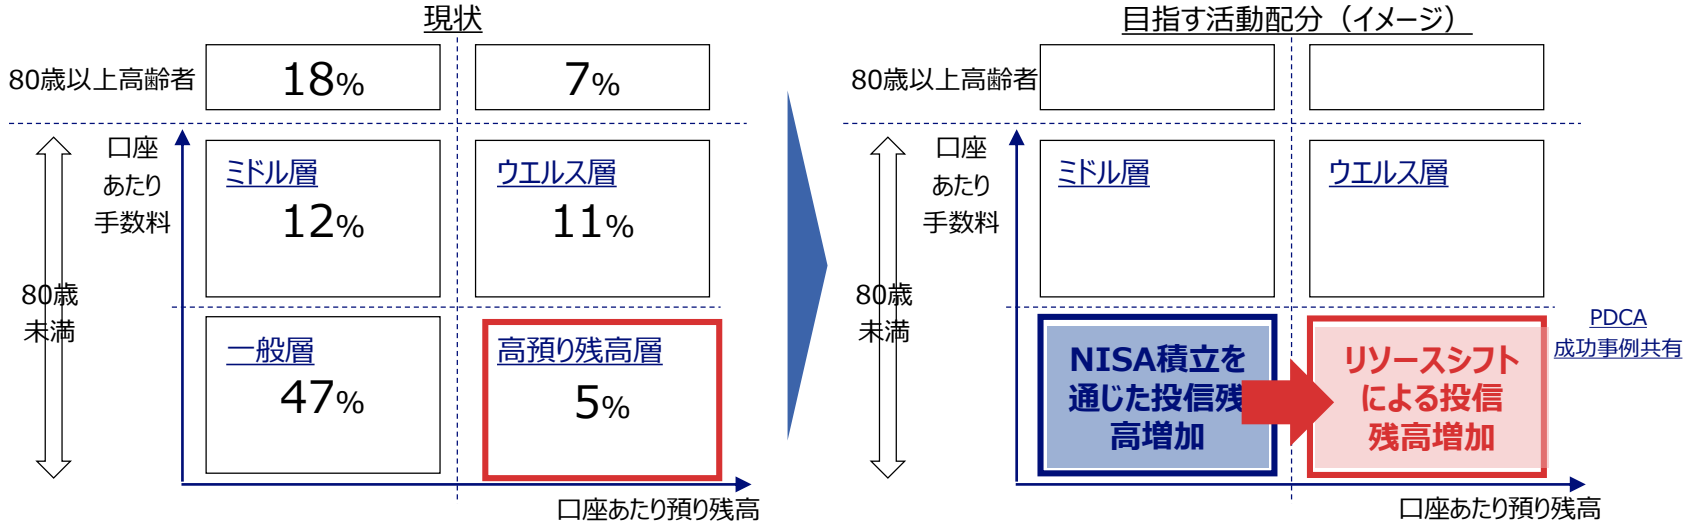 現状
80歳以上高齢者
18%
7%
口座
あたり
手数料
80歳
未満
ミドル層
12%
ウエルス層
11%
一般層
47%
高預り残高層
5%
口座あたり預り残高
目指す活動配分（イメージ）
80歳以上高齢者
口座
あたり
手数料
80歳
未満
ミドル層
ウエルス層
NISA積立を
通じた投信残
高増加
リソースシフト
による投信
残高増加
PDCA
成功事例共有
口座あたり預り残高